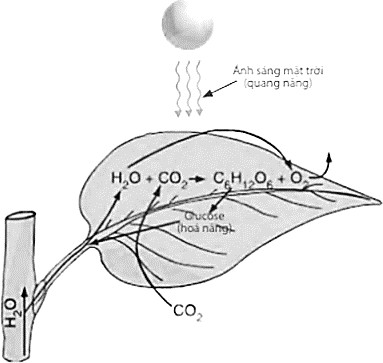 Ánh sáng mặt trời
(quang năng)
H₂O + CO₂ → C₆H₁₂O₆ + O₂
Glucose
(hoá năng)
H₂O
CO₂